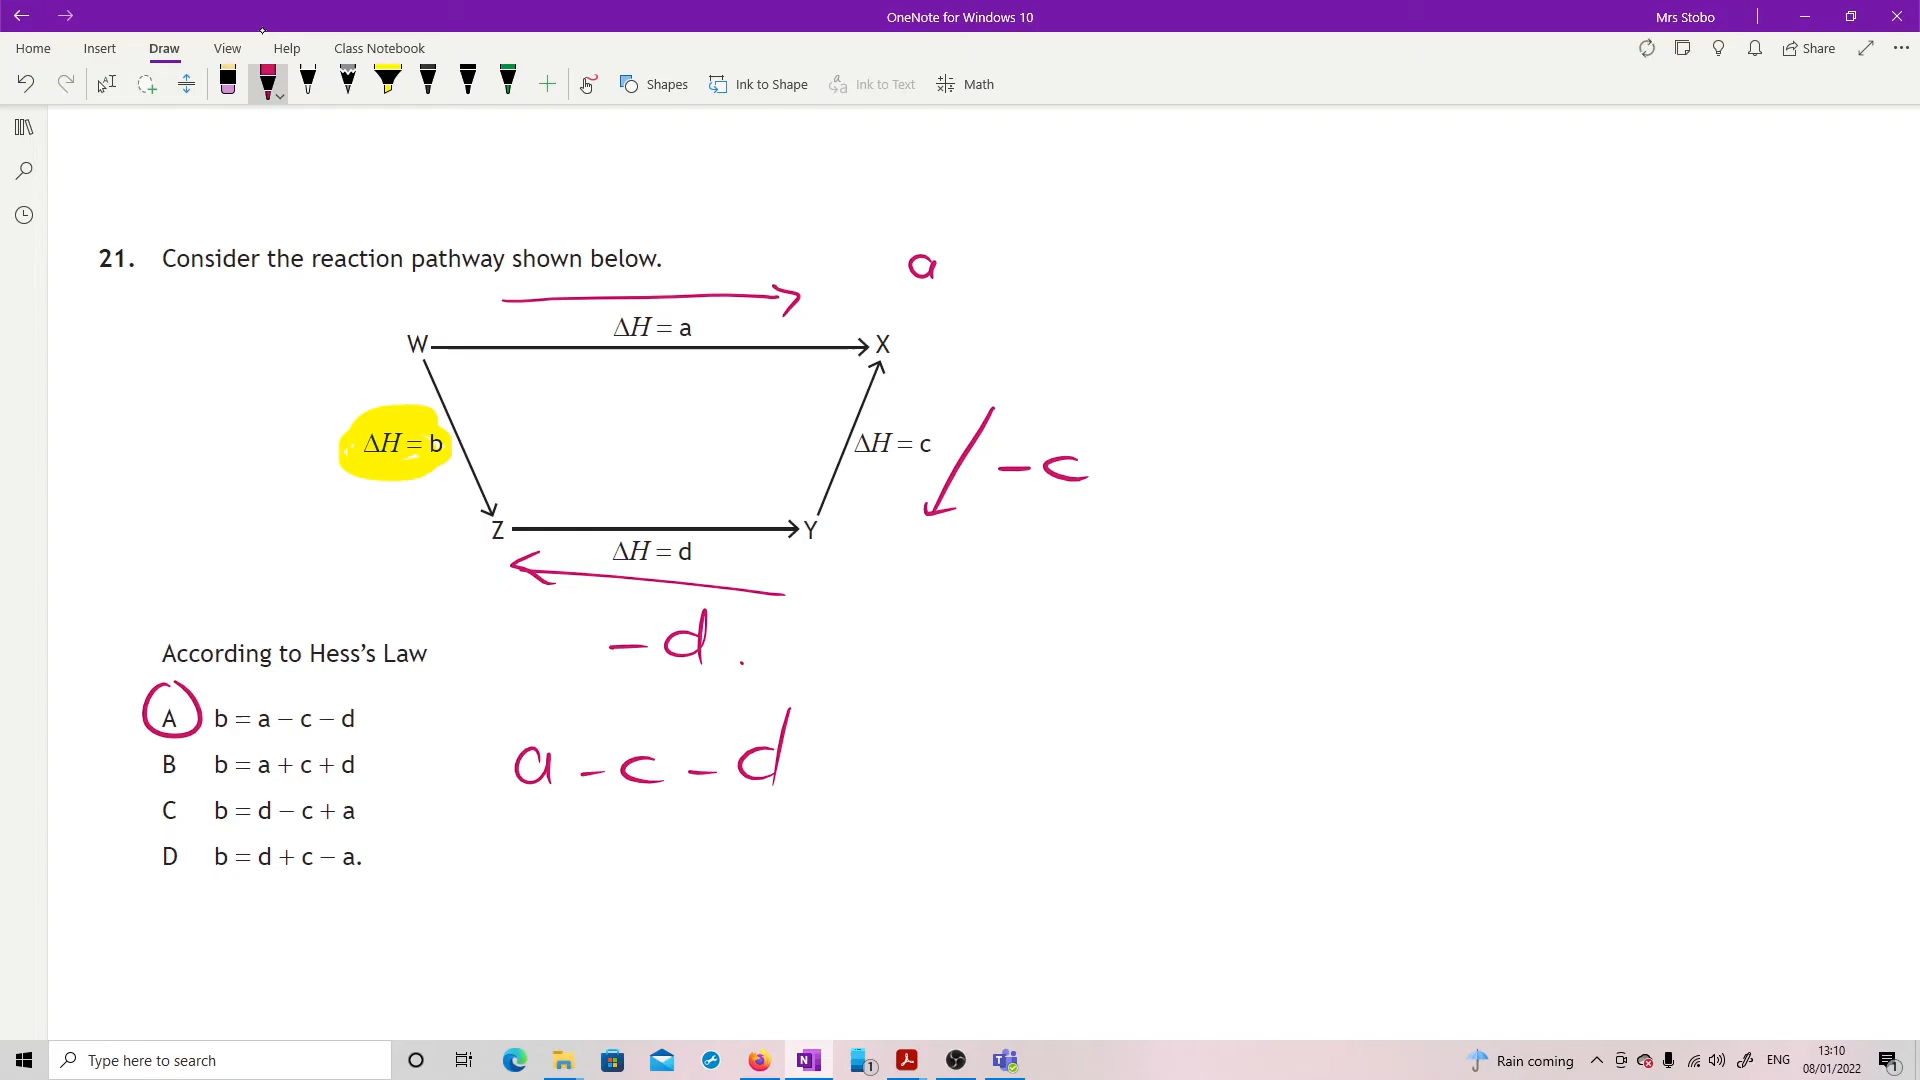 OneNote for Windows 10
Mrs Stobo
Home Insert Draw View Help Class Notebook
Share
Shapes Ink to Shape Ink to Text Math
21. Consider the reaction pathway shown below.
a
ΔH = a
W X
ΔH = b
ΔH = c
– c
Z Y
ΔH = d
– d .
According to Hess’s Law
A b = a – c – d
a – c – d
B b = a + c + d
C b = d – c + a
D b = d + c – a.
Type here to search
1
Rain coming
ENG
13:10
08/01/2022
1